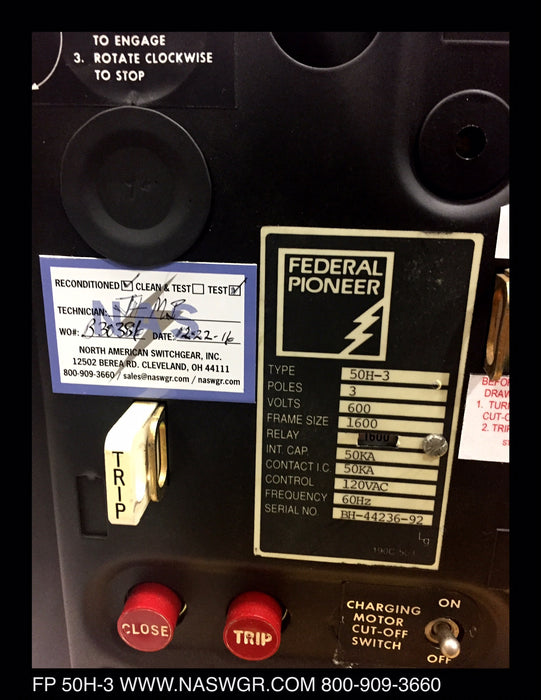 TO ENGAGE
3. ROTATE CLOCKWISE
TO STOP
RECONDITIONED CLEAN & TEST TEST
TECHNICIAN:
WO#: DATE: 12-22-16
NORTH AMERICAN SWITCHGEAR, INC.
12502 BEREA RD. CLEVELAND, OH 44111
800-909-3660 / sales@naswgr.com / naswgr.com
FEDERAL
PIONEER
TYPE 50H-3
POLES 3
VOLTS 600
FRAME SIZE 1600
RELAY 1600
INT. CAP. 50KA
CONTACT I.C. 50KA
CONTROL 120VAC
FREQUENCY 60Hz
SERIAL NO. BH-44236-92
BEFO
DRAW
1. TURN
CUT-O
2. TRIP
TRIP
CLOSE
TRIP
CHARGING
MOTOR
CUT-OFF
SWITCH
ON
OFF
FP 50H-3 WWW.NASWGR.COM 800-909-3660